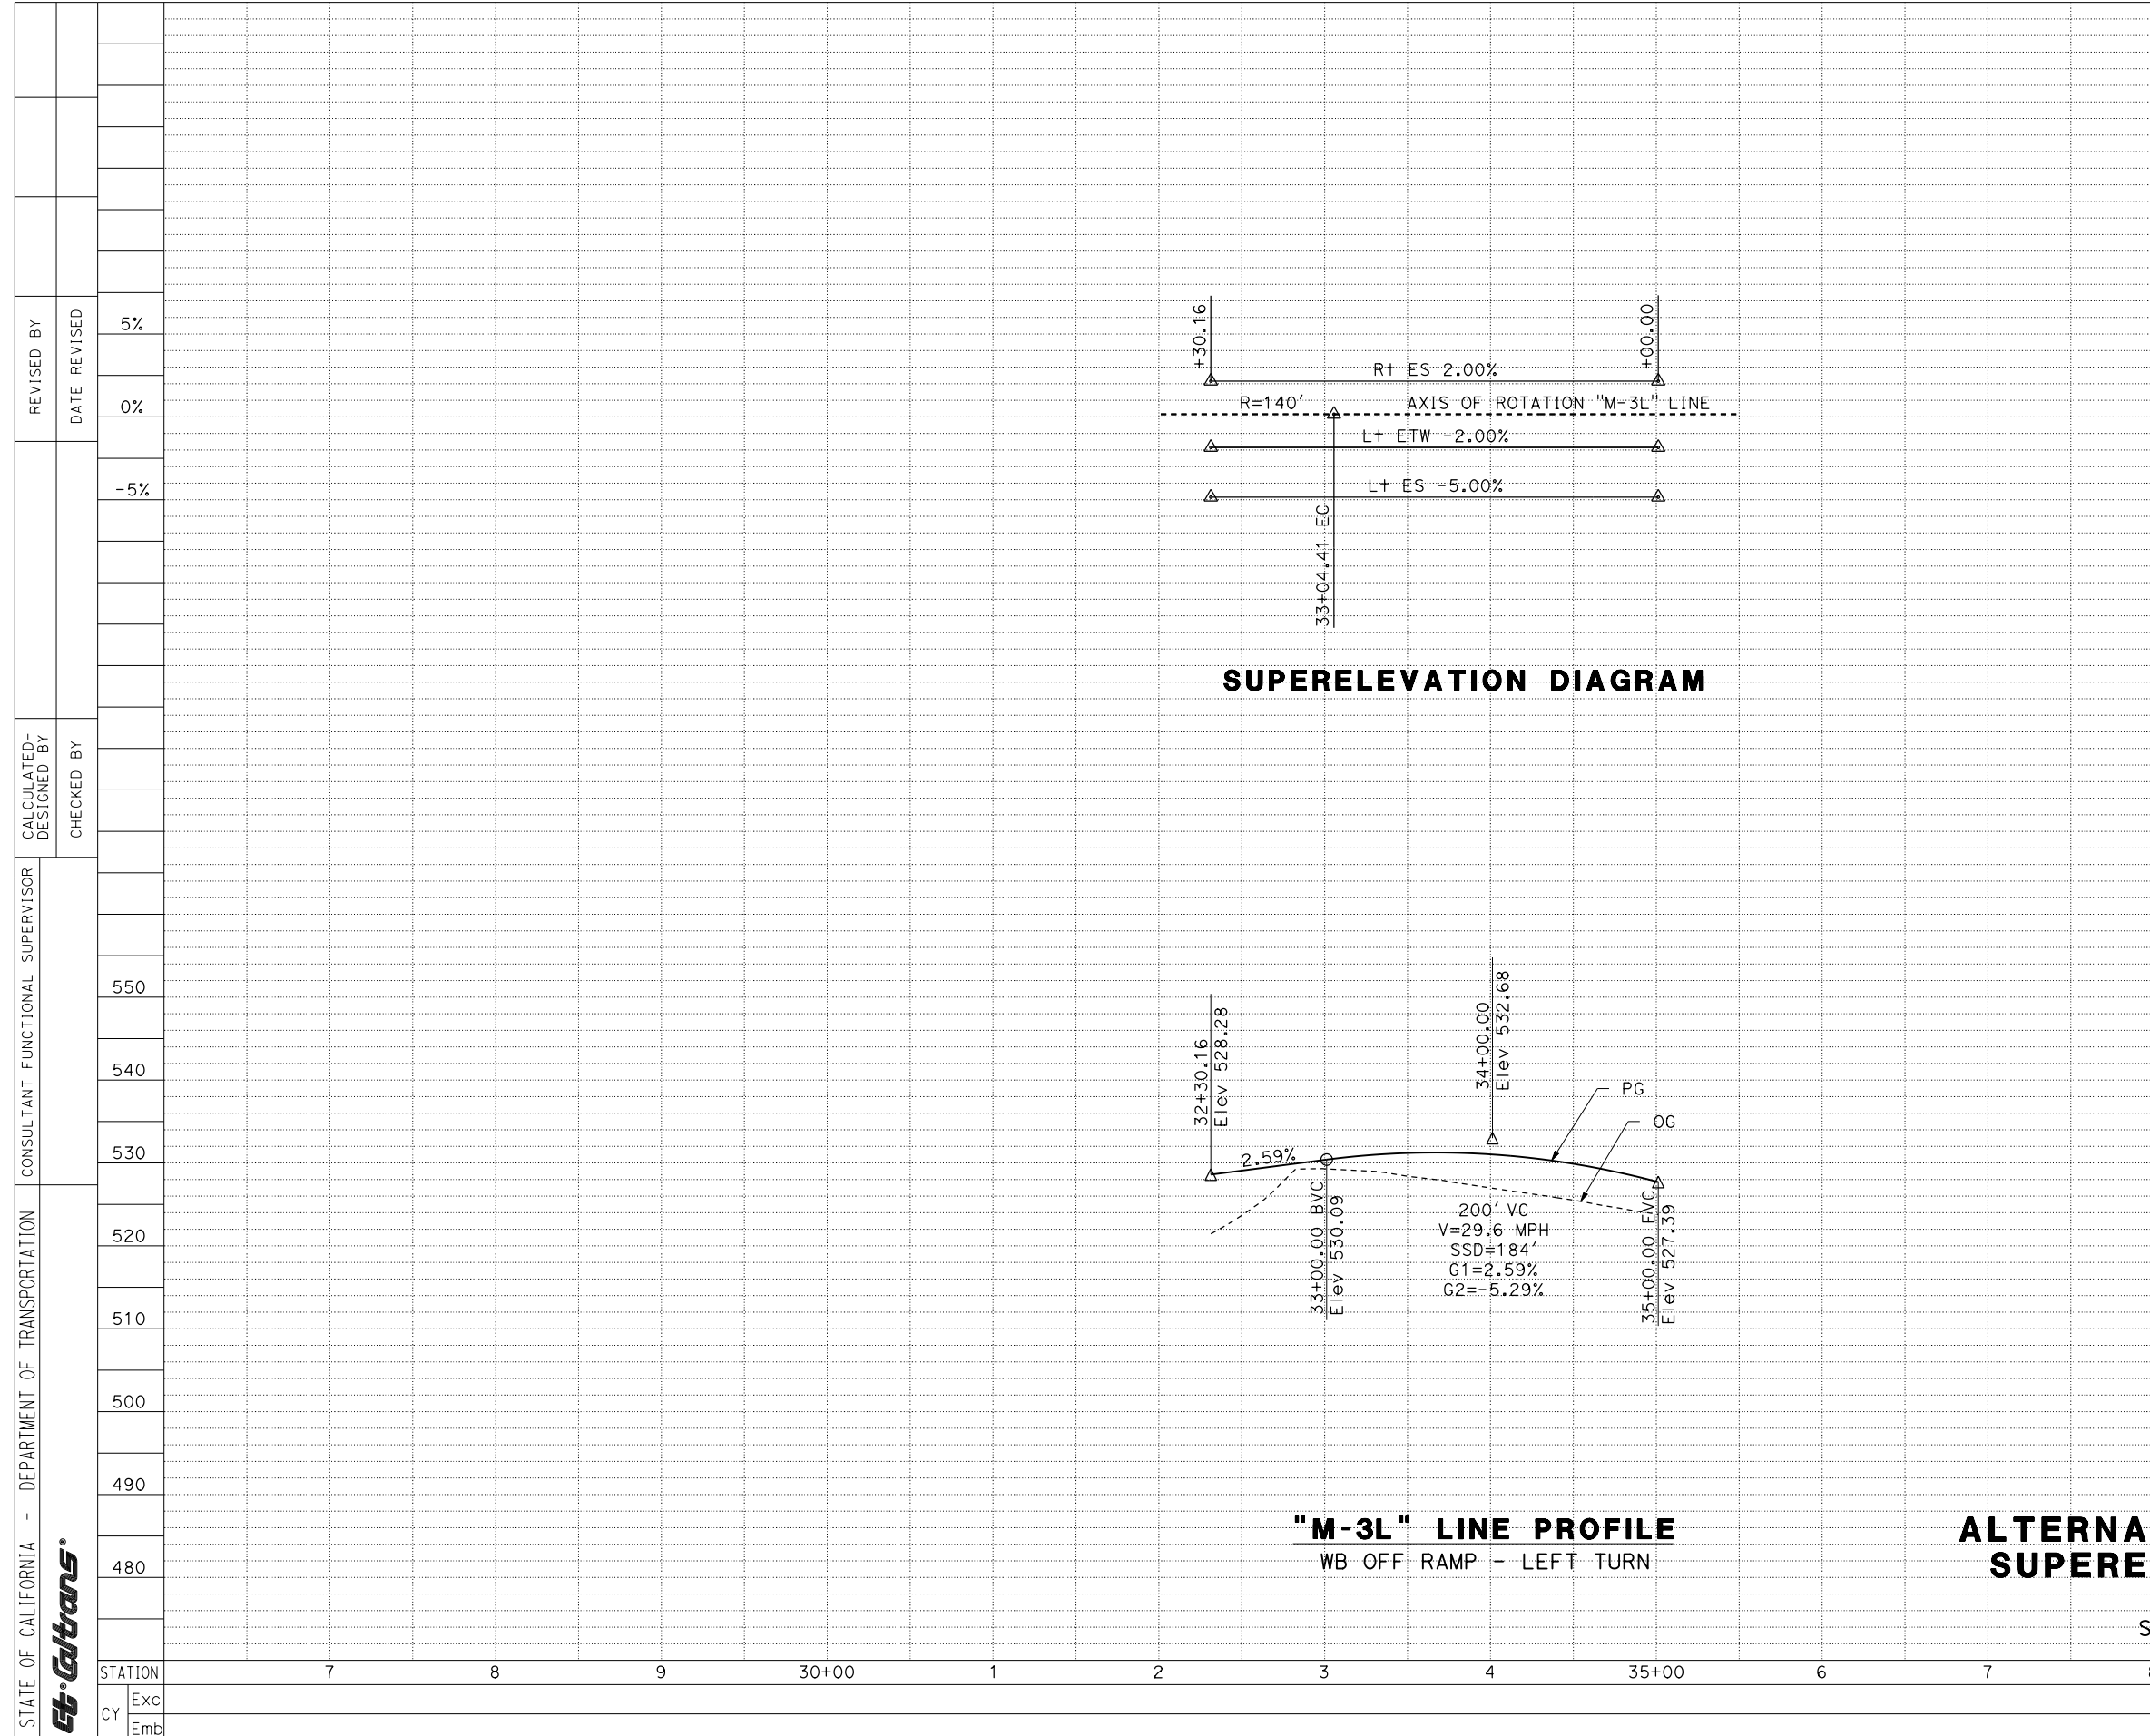 REVISED BY
DATE REVISED
CALCULATED-
DESIGNED BY
CHECKED BY
CONSULTANT FUNCTIONAL SUPERVISOR
STATE OF CALIFORNIA - DEPARTMENT OF TRANSPORTATION
Caltrans®
5%
0%
-5%
+30.16
+00.00
Rt ES 2.00%
R=140'
AXIS OF ROTATION "M-3L" LINE
Lt ETW -2.00%
Lt ES -5.00%
33+04.41 EC
SUPERELEVATION DIAGRAM
550
540
530
520
510
500
490
480
32+30.16
Elev 528.28
34+00.00
Elev 532.68
PG
OG
2.59%
33+00.00 BVC
Elev 530.09
200' VC
V=29.6 MPH
SSD=184'
G1=2.59%
G2=-5.29%
35+00.00 EVC
Elev 527.39
"M-3L" LINE PROFILE
WB OFF RAMP - LEFT TURN
ALTERNA
SUPERE
S
STATION 7 8 9 30+00 1 2 3 4 35+00 6 7
CY Exc
Emb